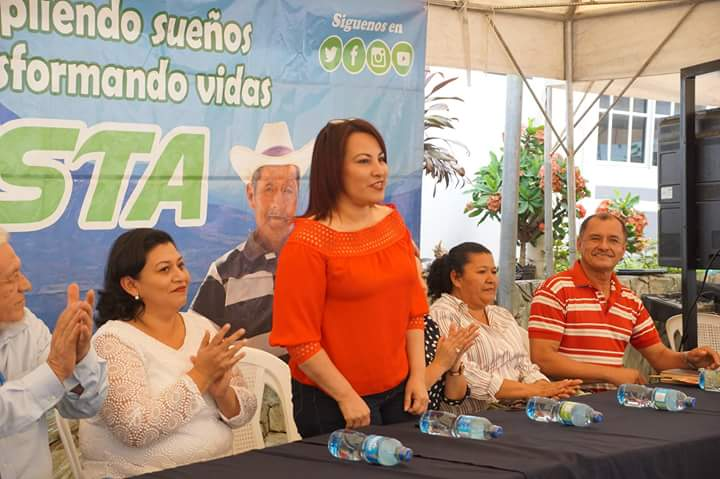 pliendo sueños
sformando vidas
STA
Síguenos en